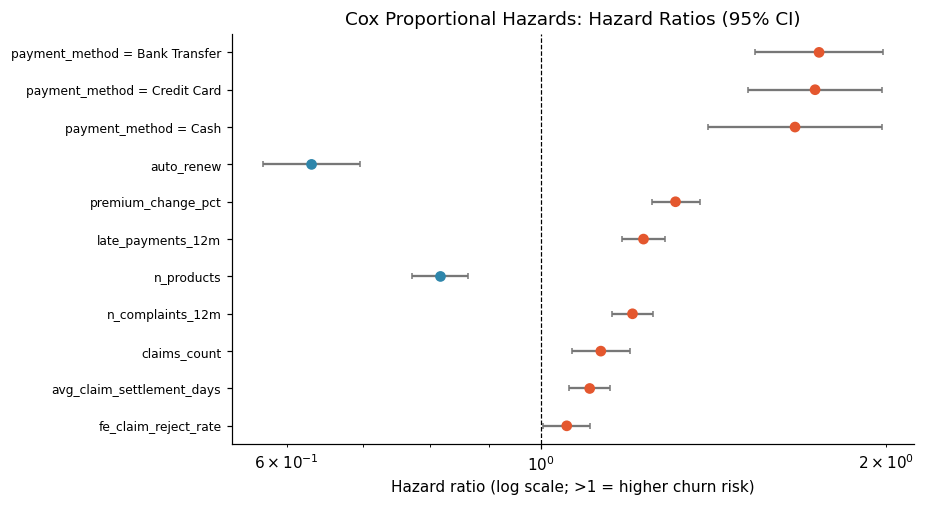 Cox Proportional Hazards: Hazard Ratios (95% CI)
payment_method = Bank Transfer
payment_method = Credit Card
payment_method = Cash
auto_renew
premium_change_pct
late_payments_12m
n_products
n_complaints_12m
claims_count
avg_claim_settlement_days
fe_claim_reject_rate
6 × 10⁻¹ 10⁰ 2 × 10⁰
Hazard ratio (log scale; >1 = higher churn risk)